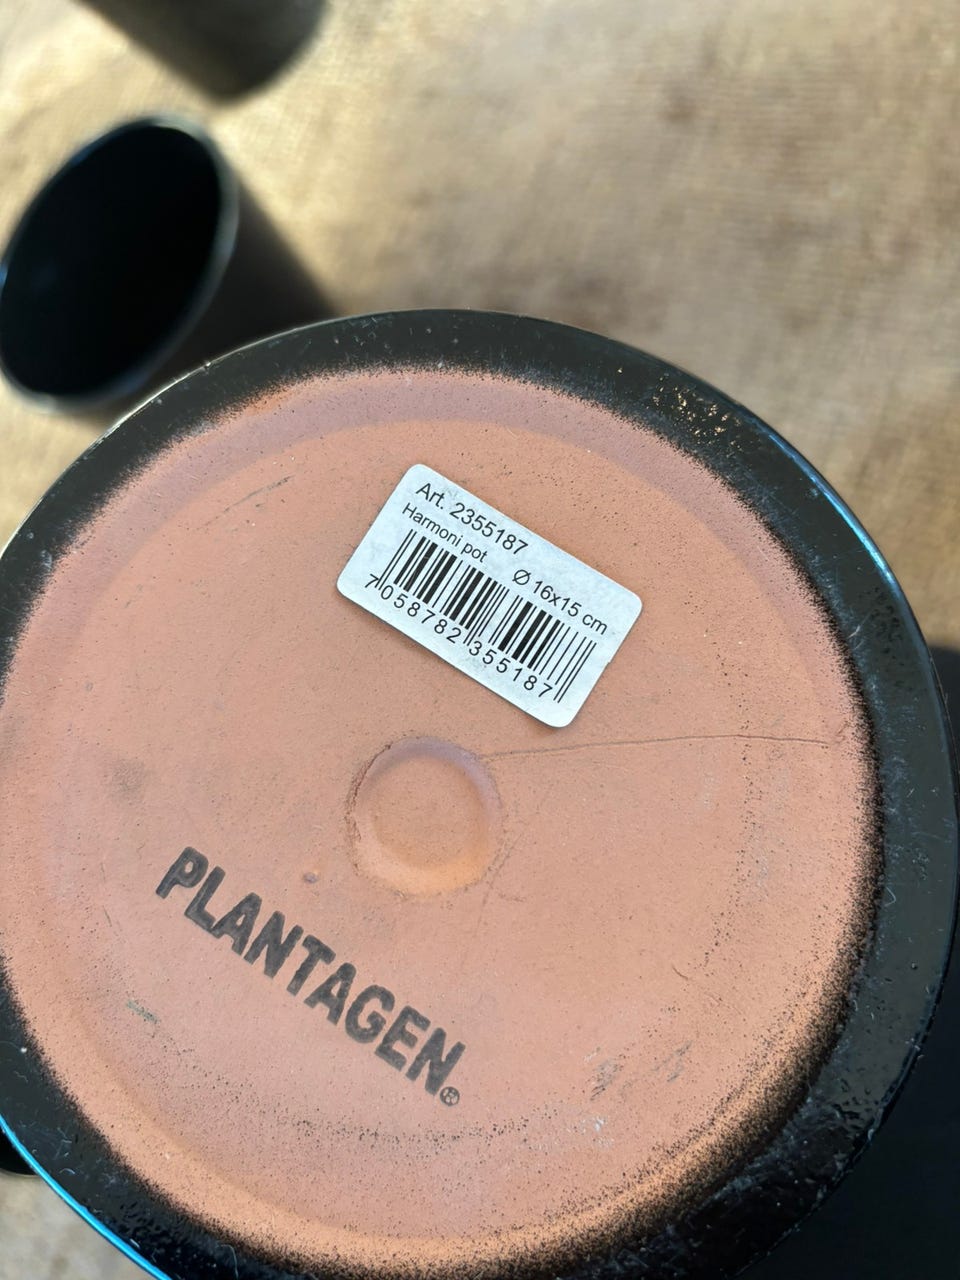 Art. 2355187
Harmoni pot Ø 16x15 cm
7 058782 355187
PLANTAGEN®